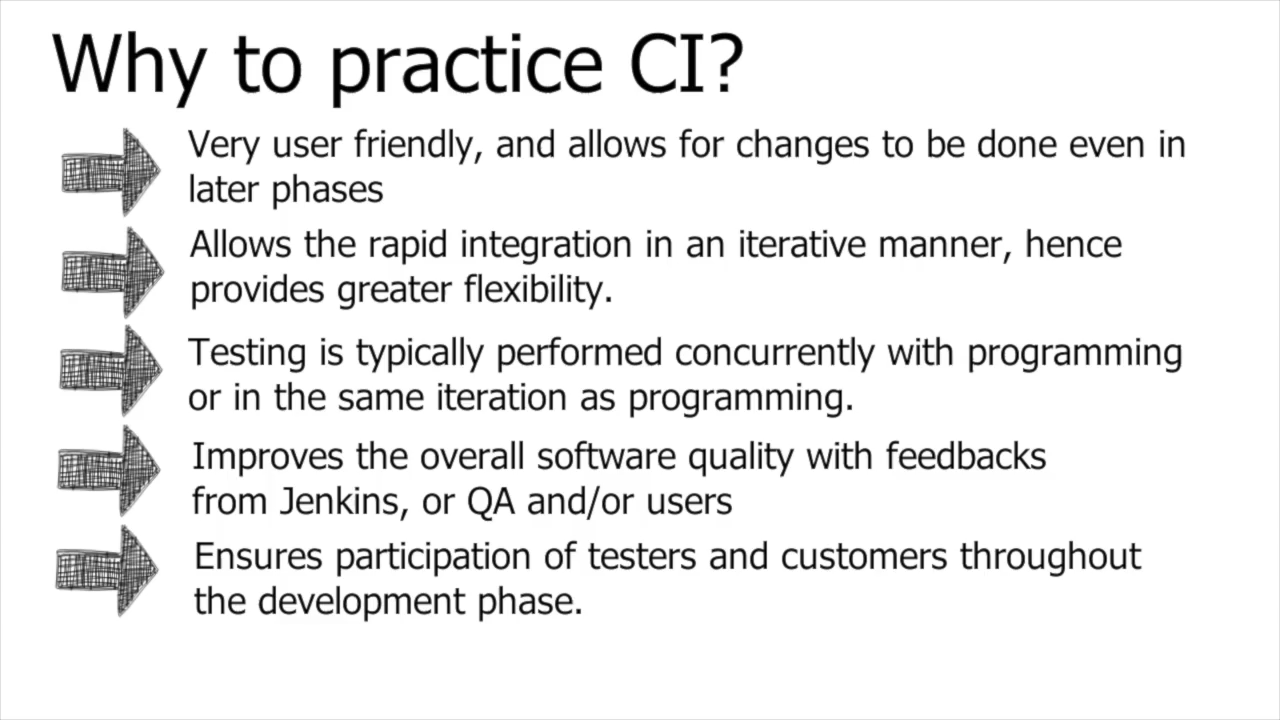 Why to practice CI?
Very user friendly, and allows for changes to be done even in
later phases
Allows the rapid integration in an iterative manner, hence
provides greater flexibility.
Testing is typically performed concurrently with programming
or in the same iteration as programming.
Improves the overall software quality with feedbacks
from Jenkins, or QA and/or users
Ensures participation of testers and customers throughout
the development phase.